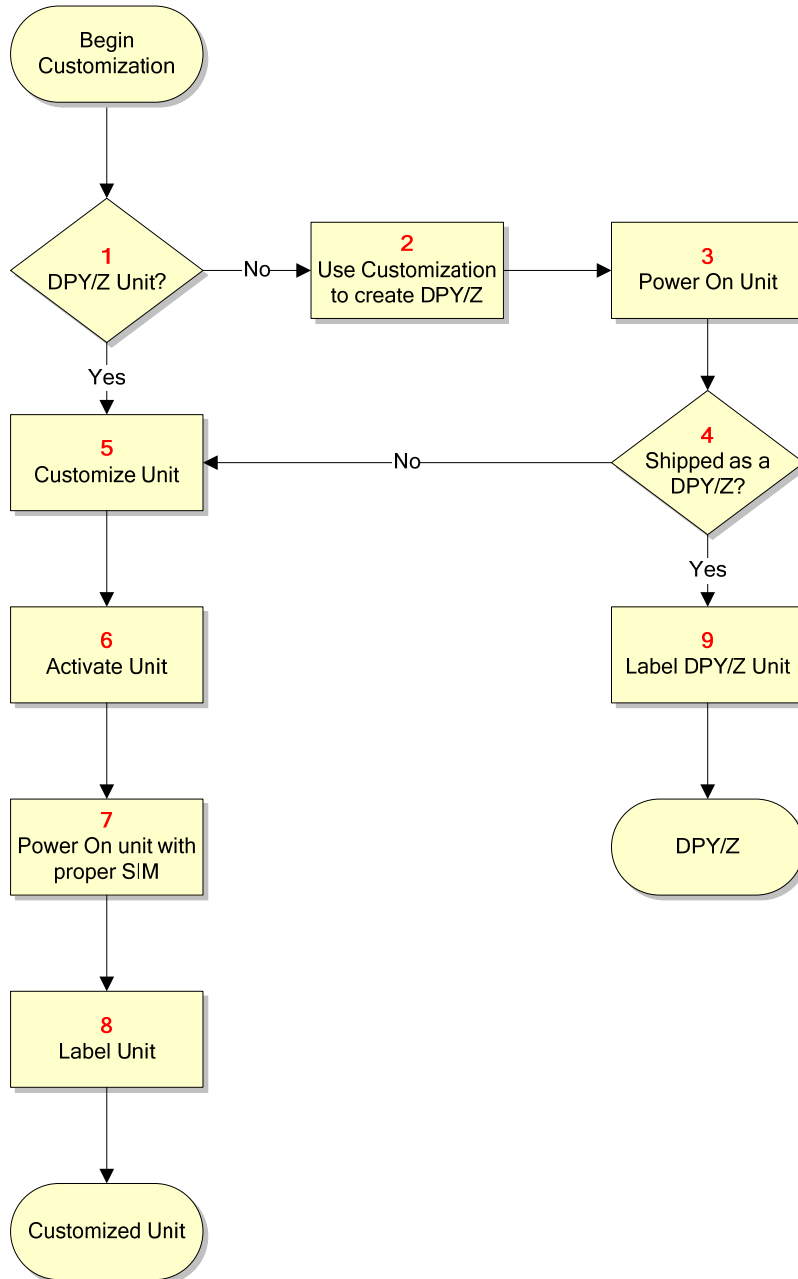 Begin
Customization
1
DPY/Z Unit?
No
2
Use Customization
to create DPY/Z
3
Power On Unit
Yes
4
Shipped as a
DPY/Z?
5
Customize Unit
No
Yes
6
Activate Unit
9
Label DPY/Z Unit
7
Power On unit with
proper SIM
DPY/Z
8
Label Unit
Customized Unit